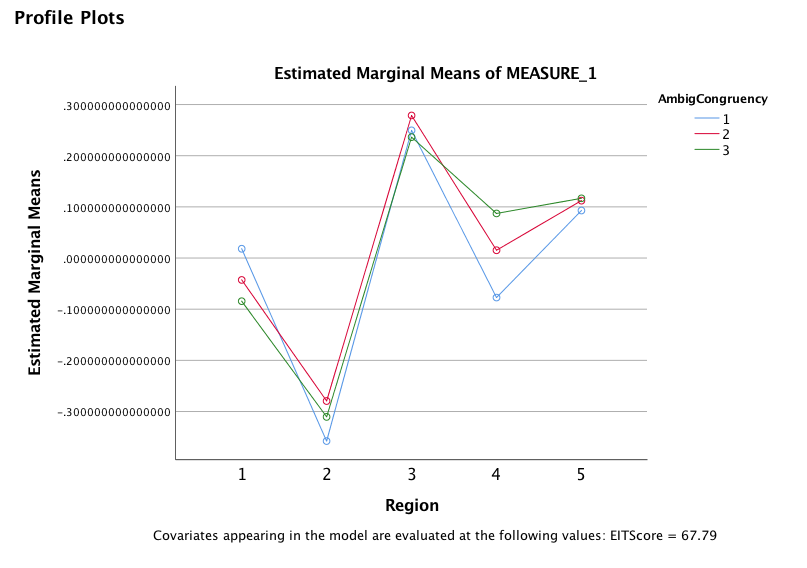 Profile Plots
Estimated Marginal Means of MEASURE_1
AmbigCongruency
1
2
3
Estimated Marginal Means
.300000000000000
.200000000000000
.100000000000000
.000000000000000
-.100000000000000
-.200000000000000
-.300000000000000
1 2 3 4 5
Region
Covariates appearing in the model are evaluated at the following values: EITScore = 67.79